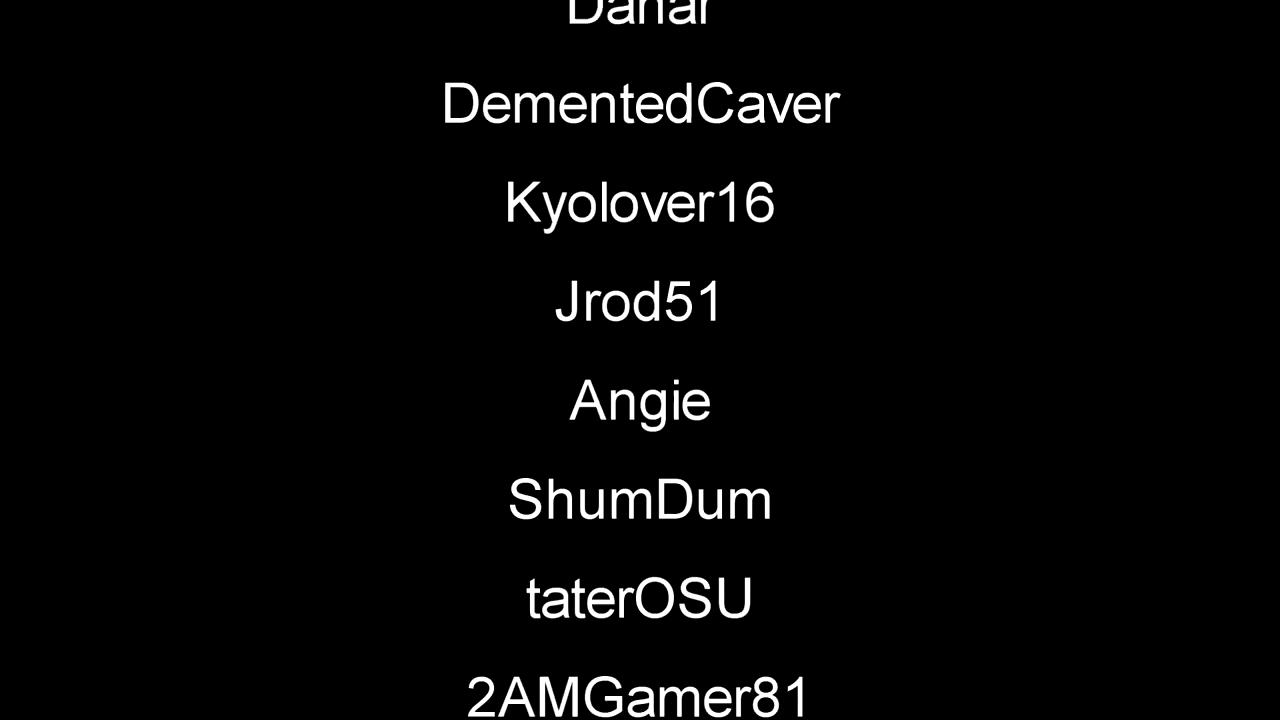 DementedCaver
Kyolover16
Jrod51
Angie
ShumDum
taterOSU
2AMGamer81